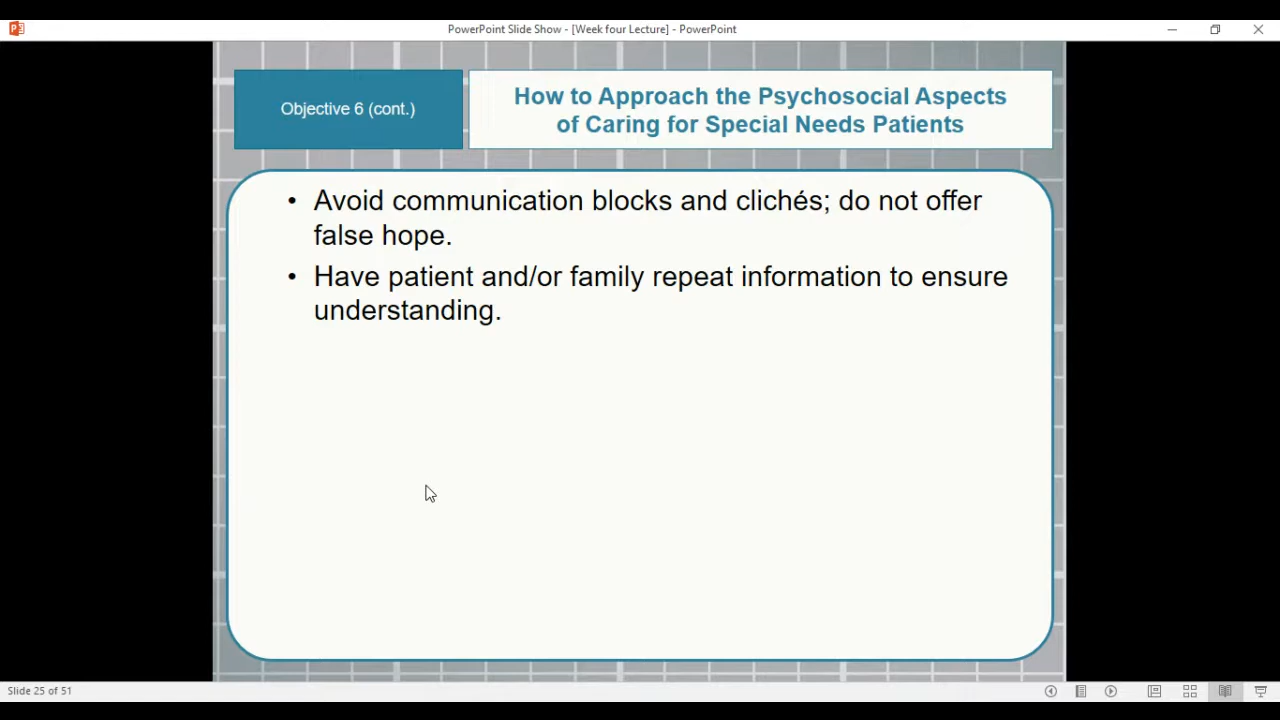 PowerPoint Slide Show - [Week four Lecture] - PowerPoint
Objective 6 (cont.)
How to Approach the Psychosocial Aspects
of Caring for Special Needs Patients
• Avoid communication blocks and clichés; do not offer
false hope.
• Have patient and/or family repeat information to ensure
understanding.
Slide 25 of 51